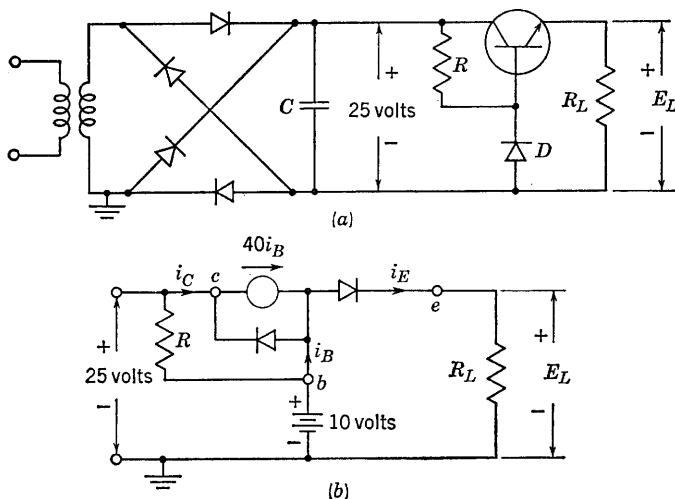 C
+
25 volts
−
R
D
R_L
+
E_L
−
(a)
40i_B
i_C
c
i_E
e
+
25 volts
−
R
i_B
b
+
10 volts
−
R_L
+
E_L
−
(b)